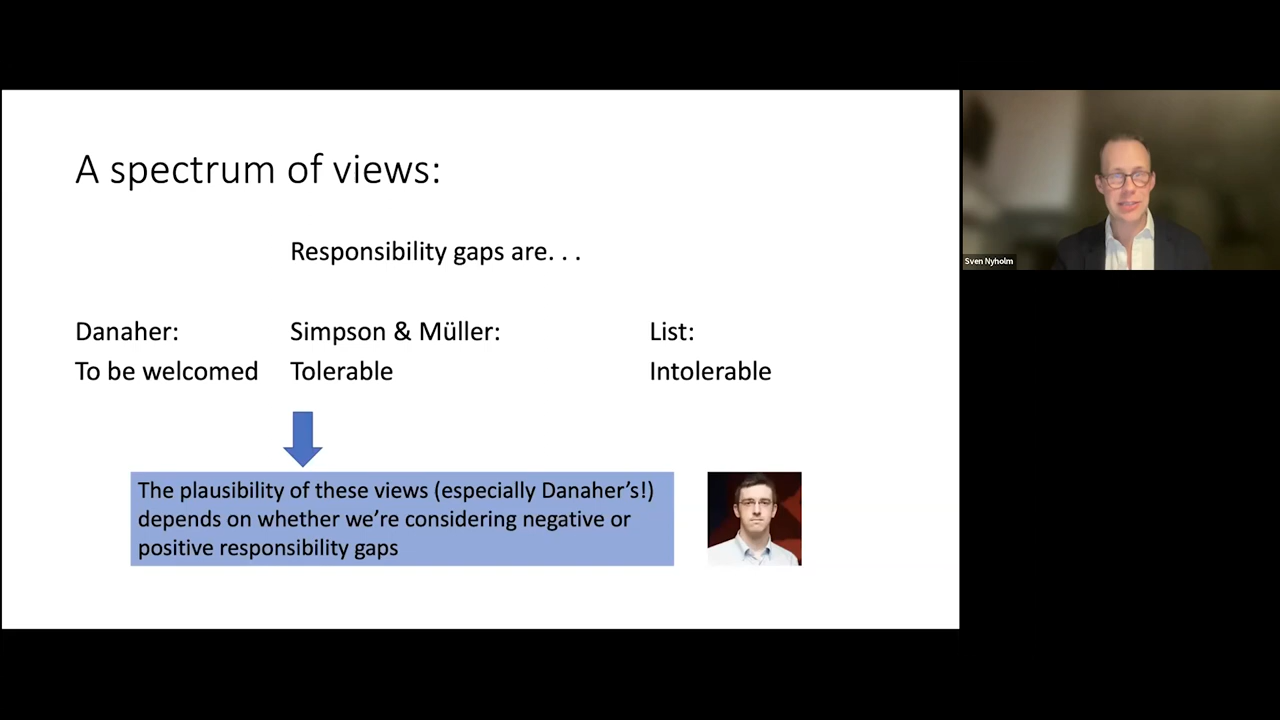 A spectrum of views:
Responsibility gaps are. . .
Danaher:
To be welcomed
Simpson & Müller:
Tolerable
List:
Intolerable
The plausibility of these views (especially Danaher’s!)
depends on whether we’re considering negative or
positive responsibility gaps
Sven Nyholm